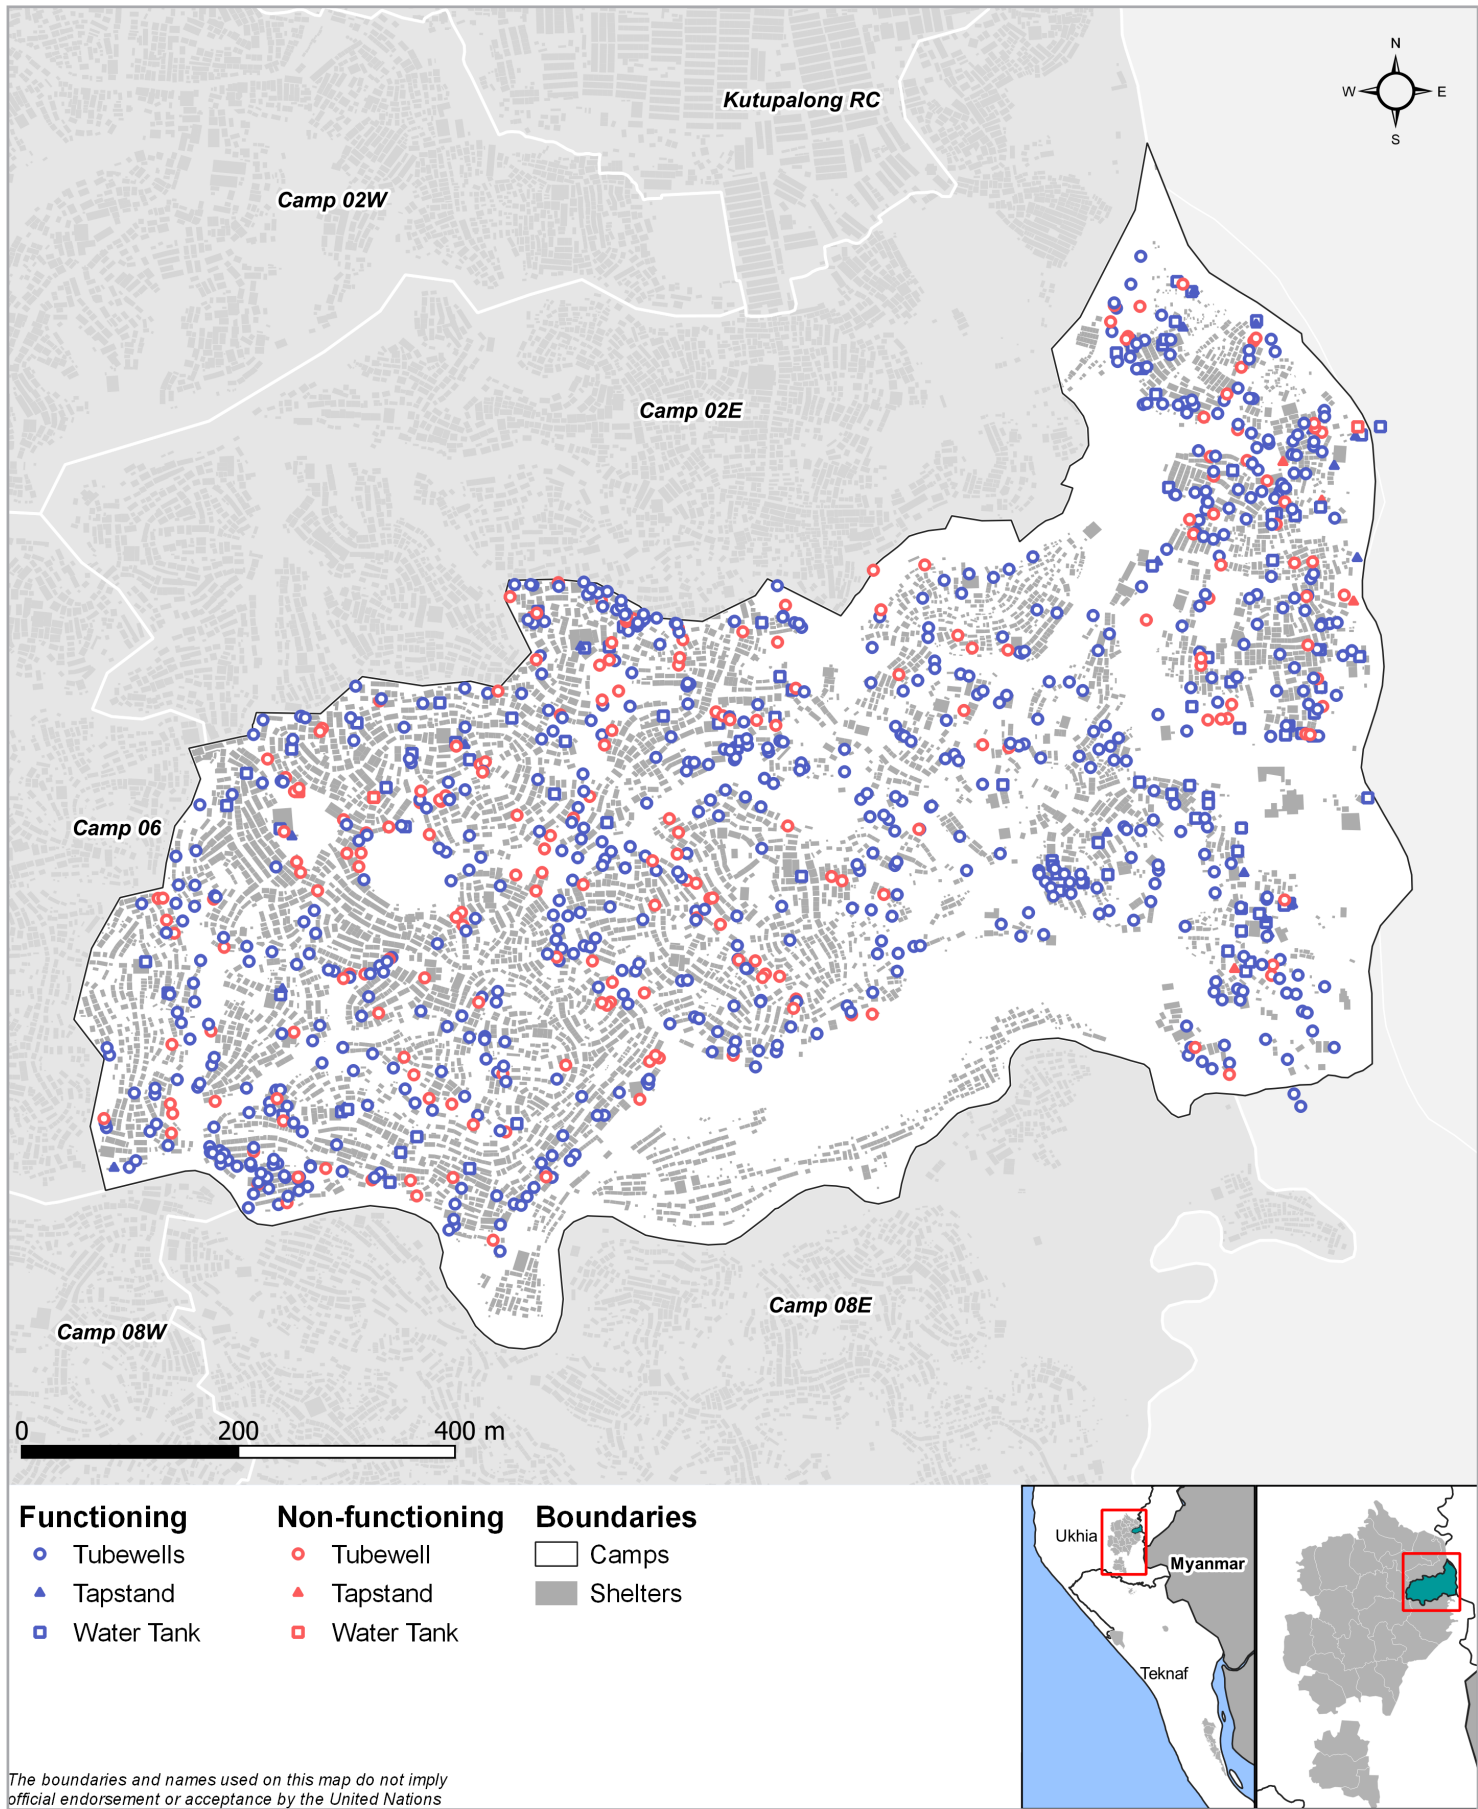 N
W E
S
Kutupalong RC
Camp 02W
Camp 02E
Camp 06
Camp 08E
Camp 08W
0 200 400 m
Functioning
Tubewells
Tapstand
Water Tank
Non-functioning
Tubewell
Tapstand
Water Tank
Boundaries
Camps
Shelters
Ukhia
Myanmar
Teknaf
The boundaries and names used on this map do not imply
official endorsement or acceptance by the United Nations